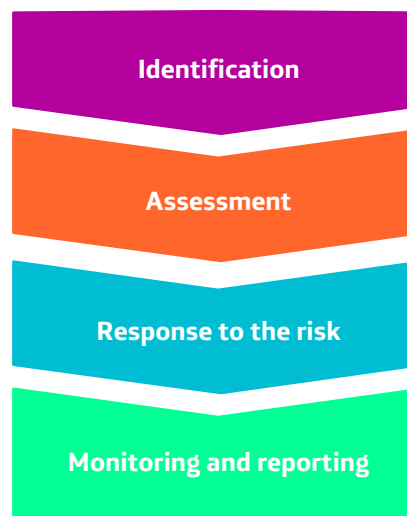 Identification
Assessment
Response to the risk
Monitoring and reporting